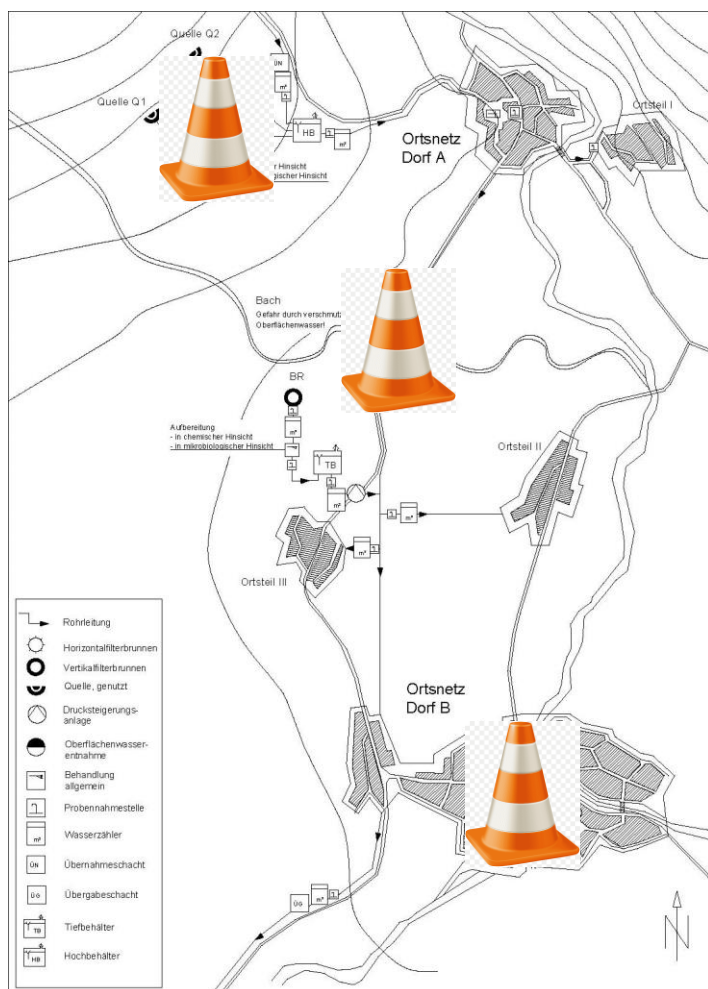 Quelle Q2
ÜN
m³
Quelle Q1
HB
m³
Ortsnetz
Dorf A
Ortsteil I
Hinsicht
gischer Hinsicht
Bach
Gefahr durch verschmutz
Oberflächenwasser!
BR
m³
Aufbereitung
- in chemischer Hinsicht
- in mikrobiologischer Hinsicht
TB
m³
Ortsteil II
m³
m³
Ortsteil III
Ortsnetz
Dorf B
Rohrleitung
Horizontalfilterbrunnen
Vertikalfilterbrunnen
Quelle, genutzt
Drucksteigerungs-
anlage
Oberflächenwasser-
entnahme
Behandlung
allgemein
Probennahmestelle
m³
Wasserzähler
ÜN
Übernahmeschacht
ÜG
Übergabeschacht
TB
Tiefbehälter
HB
Hochbehälter
ÜG
m³
N